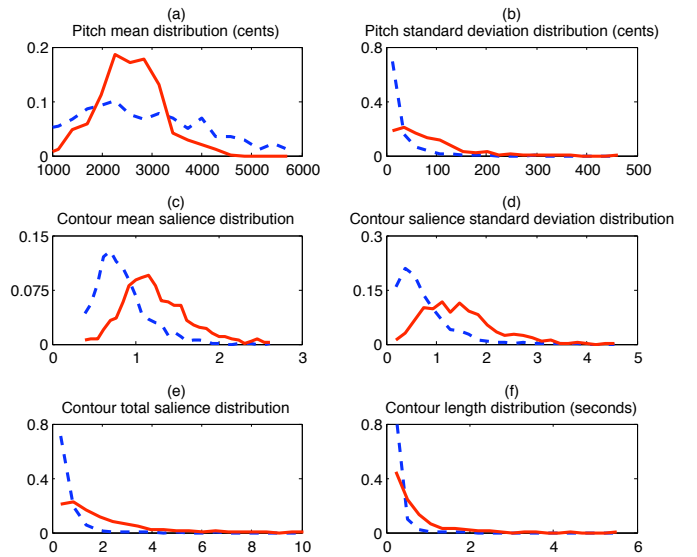 (a)
Pitch mean distribution (cents)
0.2
0.1
0
1000 2000 3000 4000 5000 6000
(b)
Pitch standard deviation distribution (cents)
0.8
0.4
0
0 100 200 300 400 500
(c)
Contour mean salience distribution
0.15
0.075
0
0 1 2 3
(d)
Contour salience standard deviation distribution
0.3
0.15
0
0 1 2 3 4 5
(e)
Contour total salience distribution
0.8
0.4
0
0 2 4 6 8 10
(f)
Contour length distribution (seconds)
0.8
0.4
0
0 2 4 6